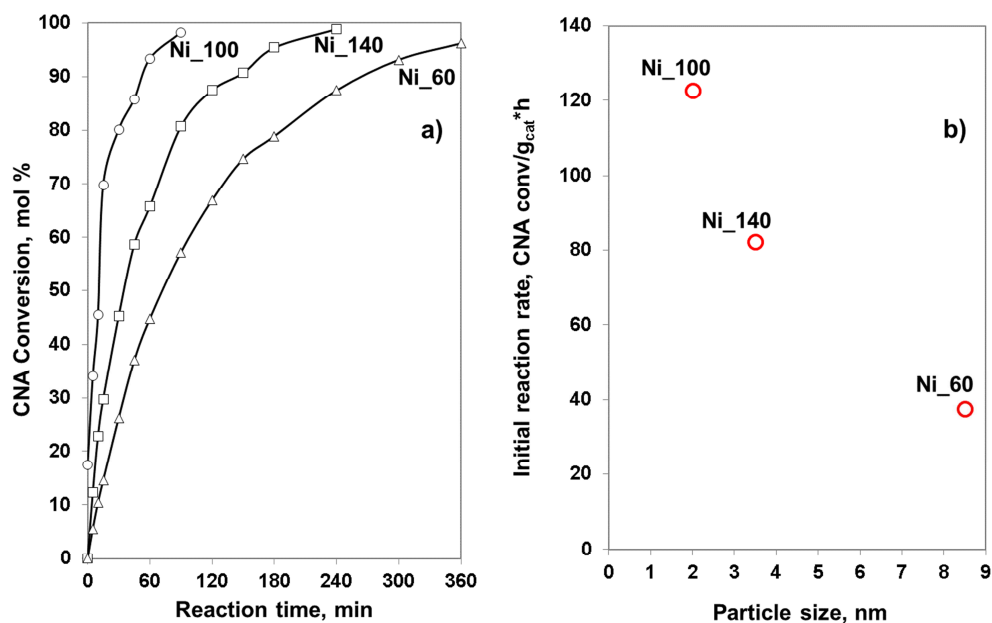 CNA Conversion, mol %
100
90
80
70
60
50
40
30
20
10
0
Ni_100
Ni_140
Ni_60
a)
0 60 120 180 240 300 360
Reaction time, min
Initial reaction rate, CNA conv/gcat*h
140
120
100
80
60
40
20
0
Ni_100
Ni_140
Ni_60
b)
0 1 2 3 4 5 6 7 8 9
Particle size, nm